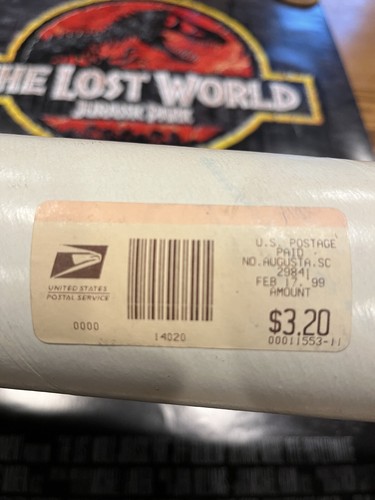 THE LOST WORLD
JURASSIC PARK
UNITED STATES
POSTAL SERVICE
0000
14020
U.S. POSTAGE
PAID
NO.AUGUSTA.SC
29841
FEB 17. 99
AMOUNT
$3.20
00011553-11